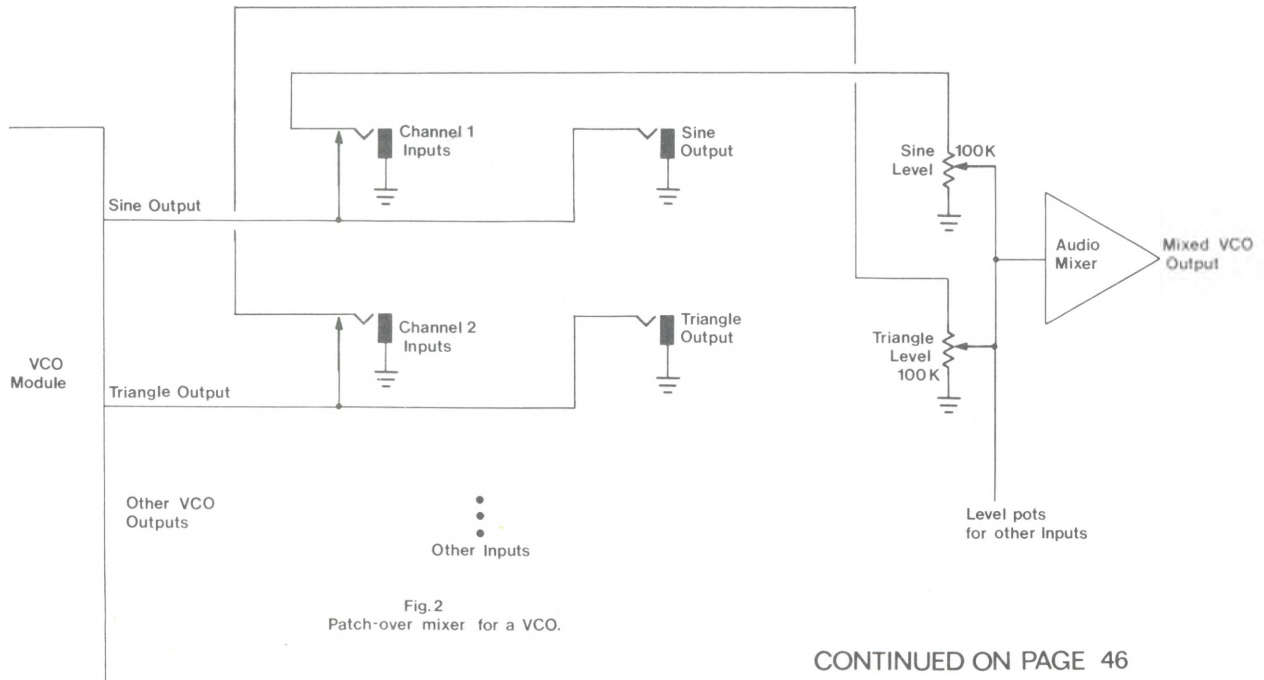 Channel 1
Inputs
Sine
Output
Sine
Level
100K
Sine Output
Audio
Mixer
Mixed VCO
Output
Channel 2
Inputs
Triangle
Output
Triangle
Level
100K
VCO
Module
Triangle Output
Other VCO
Outputs
Other Inputs
Level pots
for other Inputs
Fig.2
Patch-over mixer for a VCO.
CONTINUED ON PAGE 46